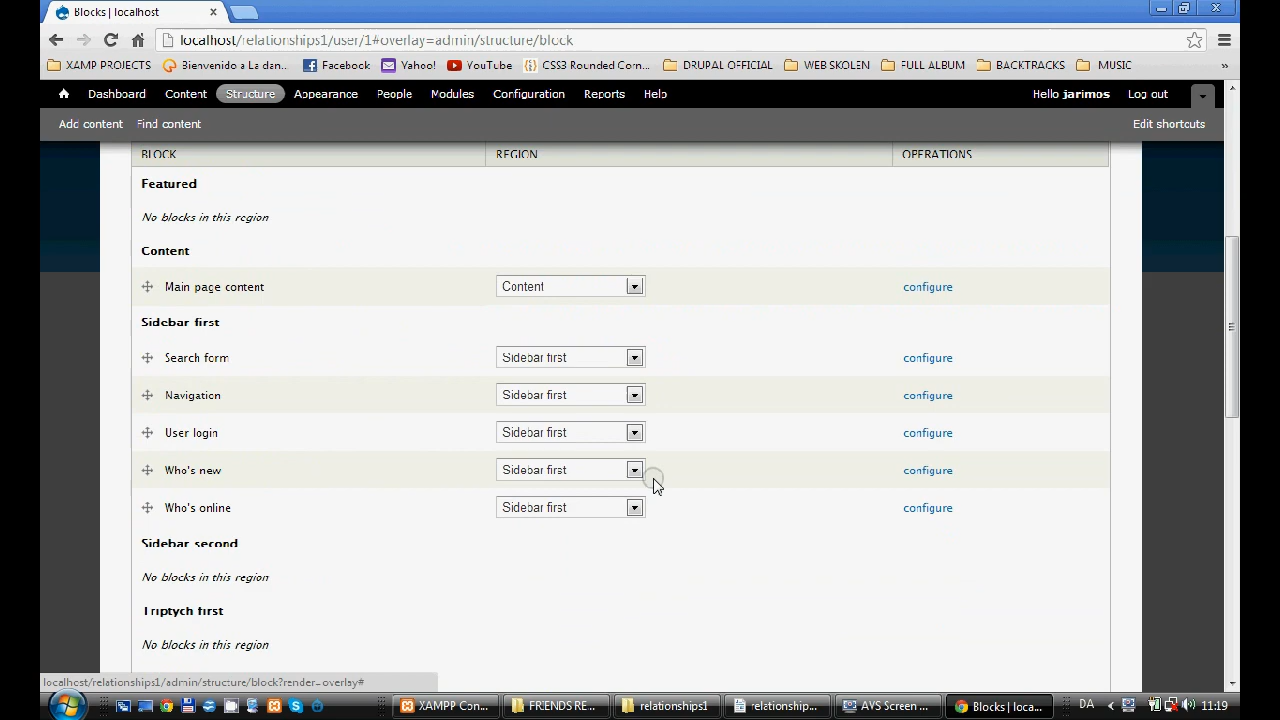 Blocks | localhost
localhost/relationships1/user/1#overlay=admin/structure/block
XAMP PROJECTS Bienvenido a La dan... Facebook Yahoo! YouTube CSS3 Rounded Corn... DRUPAL OFFICIAL WEB SKOLEN FULL ALBUM BACKTRACKS MUSIC »
Dashboard Content Structure Appearance People Modules Configuration Reports Help Hello jarimos Log out
Add content Find content Edit shortcuts
BLOCK REGION OPERATIONS
Featured
No blocks in this region
Content
Main page content Content configure
Sidebar first
Search form Sidebar first configure
Navigation Sidebar first configure
User login Sidebar first configure
Who's new Sidebar first configure
Who's online Sidebar first configure
Sidebar second
No blocks in this region
Triptych first
No blocks in this region
localhost/relationships1/admin/structure/block?render=overlay#
XAMPP Con... FRIENDS RE... relationships1 relationship... AVS Screen ... Blocks | loca... DA 11:19